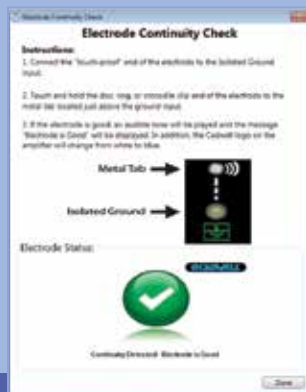 Electrode Continuity Check
Electrode Continuity Check
Instructions:
1. Connect the "touch-proof" end of the electrode to the Isolated Ground
input.
2. Touch and hold the disc, ring, or crocodile clip end of the electrode to the
metal bar located just above the ground input.
3. If the electrode is good, an audible tone will be played and the message
"Electrode is Good" will be displayed. In addition, the Cadwell logo on the
amplifier will change from white to blue.
Metal Tab
Isolated Ground
Electrode Status:
CADWELL
Continuity Detected. Electrode is Good
Done